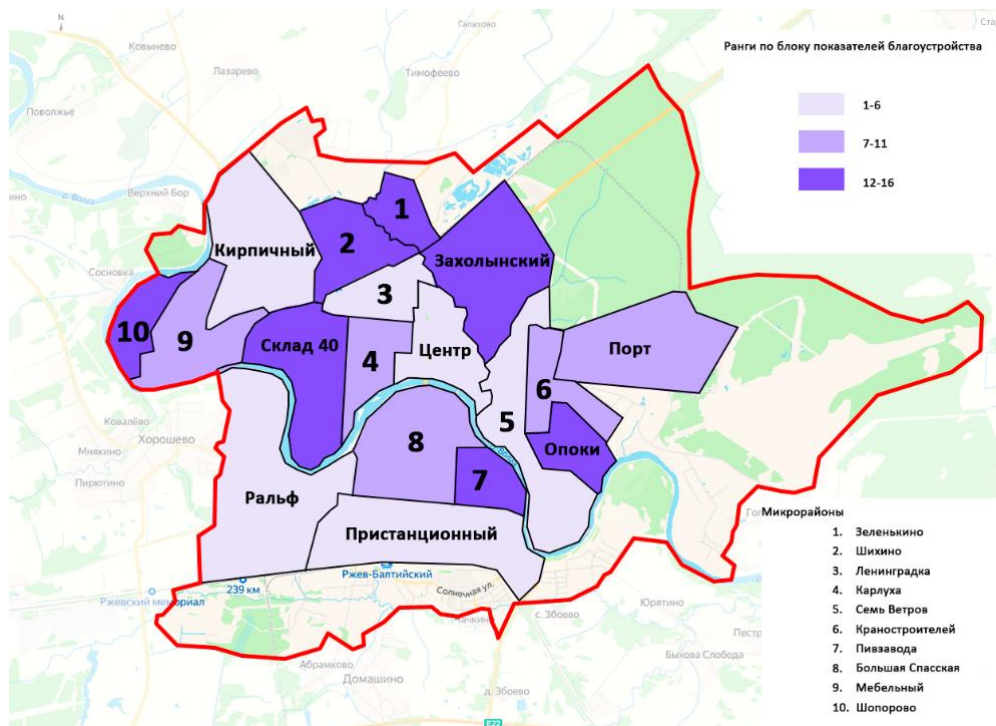 N
Галахово
Ковынево
Ранги по блоку показателей благоустройства
Лазарево
Тимофеево
1-6
Поволжье
7-11
12-16
Верхний Бор
р. Волга
1
Кирпичный
2
Захолынский
Сосновка
3
10
9
Склад 40
4
Центр
Порт
6
Ковалёво
5
Хорошево
8
Опоки
Мнякино
7
Пирютино
Ральф
Микрорайоны
Пристанционный
1. Зеленькино
2. Шихино
Ржев-Балтийский
3. Ленинградка
239 км
Солнечная ул.
4. Карлуха
Ржевский мемориал
Юрятино
5. Семь Ветров
с. Збоево
6. Краностроителей
7. Пивзавода
Абрамково
Быхова Слобода
8. Большая Спасская
Домашино
9. Мебельный
д. Збоево
10. Шопорово
E22